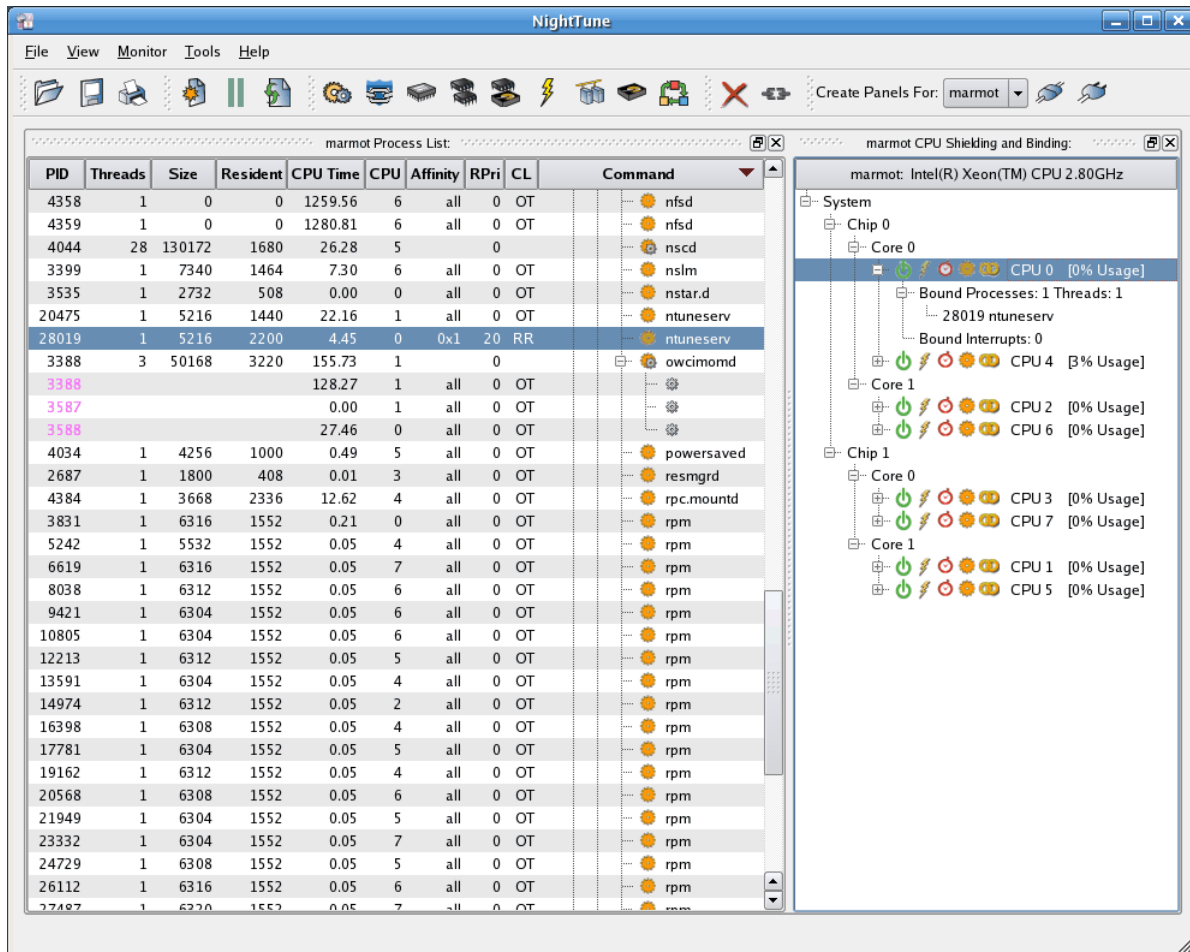 NightTune
File View Monitor Tools Help
Create Panels For: marmot
marmot Process List:
PID Threads Size Resident CPU Time CPU Affinity RPri CL Command
4358 1 0 0 1259.56 6 all 0 OT nfsd
4359 1 0 0 1280.81 6 all 0 OT nfsd
4044 28 130172 1680 26.28 5 0 nscd
3399 1 7340 1464 7.30 6 all 0 OT nslm
3535 1 2732 508 0.00 0 all 0 OT nstar.d
20475 1 5216 1440 22.16 1 all 0 OT ntuneserv
28019 1 5216 2200 4.45 0 0x1 20 RR ntuneserv
3388 3 50168 3220 155.73 1 0 owcimomd
3388 128.27 1 all 0 OT
3587 0.00 1 all 0 OT
3588 27.46 0 all 0 OT
4034 1 4256 1000 0.49 5 all 0 OT powersaved
2687 1 1800 408 0.01 3 all 0 OT resmgrd
4384 1 3668 2336 12.62 4 all 0 OT rpc.mountd
3831 1 6316 1552 0.21 0 all 0 OT rpm
5242 1 5532 1552 0.05 4 all 0 OT rpm
6619 1 6316 1552 0.05 7 all 0 OT rpm
8038 1 6312 1552 0.05 6 all 0 OT rpm
9421 1 6304 1552 0.05 6 all 0 OT rpm
10805 1 6304 1552 0.05 6 all 0 OT rpm
12213 1 6312 1552 0.05 5 all 0 OT rpm
13591 1 6304 1552 0.05 4 all 0 OT rpm
14974 1 6312 1552 0.05 2 all 0 OT rpm
16398 1 6308 1552 0.05 4 all 0 OT rpm
17781 1 6304 1552 0.05 5 all 0 OT rpm
19162 1 6312 1552 0.05 4 all 0 OT rpm
20568 1 6308 1552 0.05 6 all 0 OT rpm
21949 1 6304 1552 0.05 5 all 0 OT rpm
23332 1 6304 1552 0.05 7 all 0 OT rpm
24729 1 6308 1552 0.05 5 all 0 OT rpm
26112 1 6316 1552 0.05 6 all 0 OT rpm
27487 1 6320 1552 0.05 7 all 0 OT rpm
marmot CPU Shielding and Binding:
marmot: Intel(R) Xeon(TM) CPU 2.80GHz
System
Chip 0
Core 0
CPU 0 [0% Usage]
Bound Processes: 1 Threads: 1
28019 ntuneserv
Bound Interrupts: 0
CPU 4 [3% Usage]
Core 1
CPU 2 [0% Usage]
CPU 6 [0% Usage]
Chip 1
Core 0
CPU 3 [0% Usage]
CPU 7 [0% Usage]
Core 1
CPU 1 [0% Usage]
CPU 5 [0% Usage]